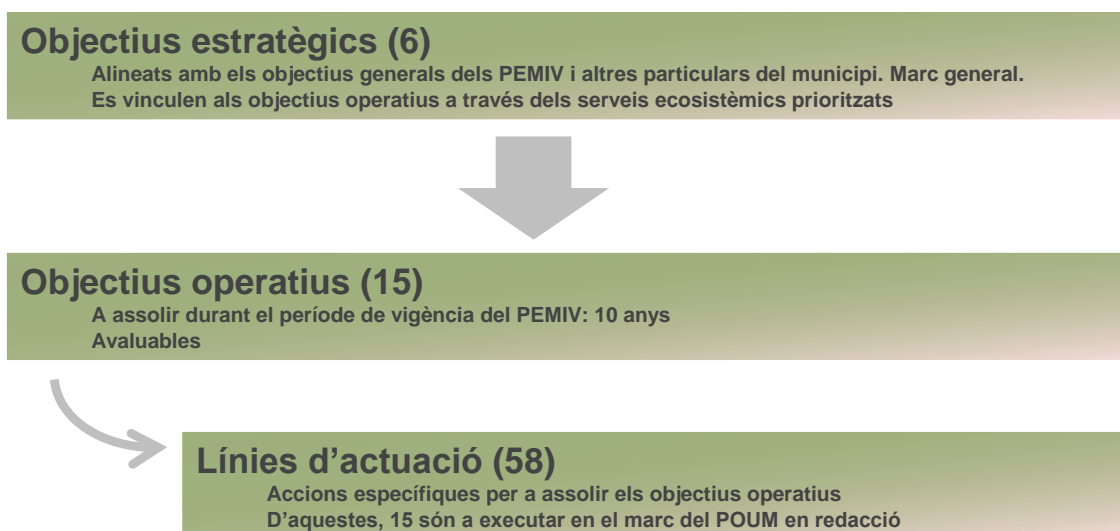 Objectius estratègics (6)
Alineats amb els objectius generals dels PEMIV i altres particulars del municipi. Marc general.
Es vinculen als objectius operatius a través dels serveis ecosistèmics prioritzats
Objectius operatius (15)
A assolir durant el període de vigència del PEMIV: 10 anys
Avaluables
Línies d’actuació (58)
Accions específiques per a assolir els objectius operatius
D’aquestes, 15 són a executar en el marc del POUM en redacció